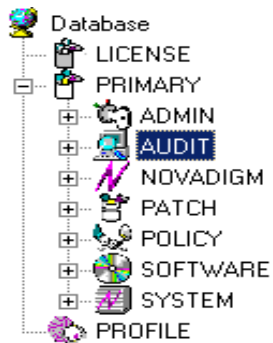 Database
LICENSE
PRIMARY
ADMIN
AUDIT
NOVADIGM
PATCH
POLICY
SOFTWARE
SYSTEM
PROFILE